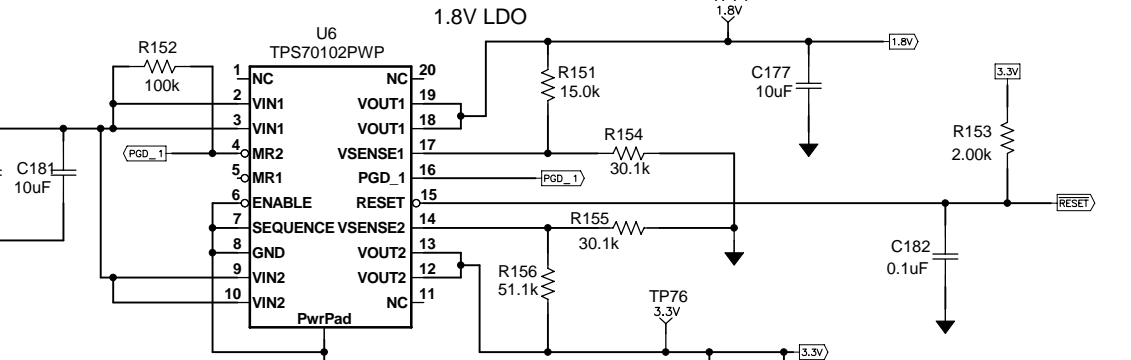 1.8V LDO
1.8V
U6
TPS70102PWP
R152
100k
1 NC
2 VIN1
3 VIN1
4 MR2
5 MR1
6 ENABLE
7 SEQUENCE
8 GND
9 VIN2
10 VIN2
PwrPad
NC 20
VOUT1 19
VOUT1 18
VSENSE1 17
PGD_1 16
RESET 15
VSENSE2 14
VOUT2 13
VOUT2 12
NC 11
PGD_1
C181
10uF
R151
15.0k
C177
10uF
1.8V
R154
30.1k
PGD_1
3.3V
R153
2.00k
RESET
R155
30.1k
R156
51.1k
C182
0.1uF
TP76
3.3V
3.3V